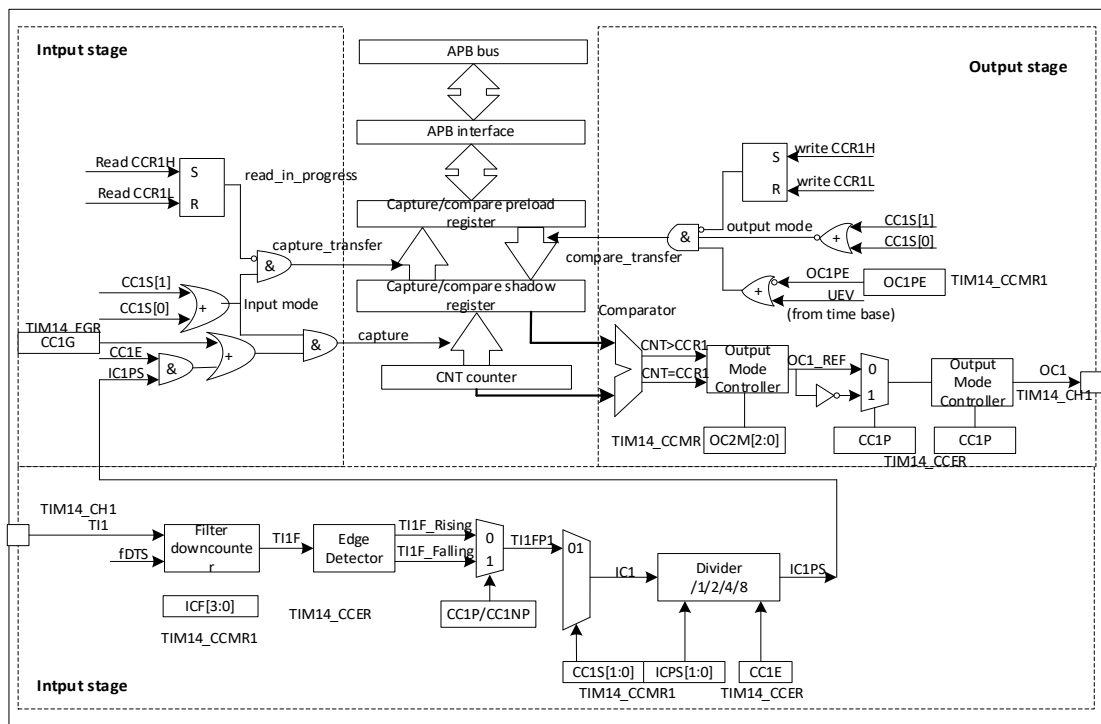 Intput stage
APB bus
Output stage
APB interface
Read CCR1H
S
Read CCR1L
R
read_in_progress
S
write CCR1H
R
write CCR1L
Capture/compare preload
register
capture_transfer
&
&
output mode
CC1S[1]
+
CC1S[0]
compare_transfer
CC1S[1]
CC1S[0]
+
Input mode
Capture/compare shadow
register
+
OC1PE
OC1PE
TIM14_CCMR1
UEV
(from time base)
TIM14_EGR
CC1G
CC1E
IC1PS
&
+
&
capture
CNT counter
Comparator
CNT>CCR1
CNT=CCR1
Output
Mode
Controller
OC1_REF
0
1
Output
Mode
Controller
OC1
TIM14_CH1
TIM14_CCMR
OC2M[2:0]
CC1P
CC1P
TIM14_CCER
TIM14_CH1
TI1
fDTS
Filter
downcounte
r
TI1F
Edge
Detector
TI1F_Rising
TI1F_Falling
0
1
TI1FP1
01
IC1
Divider
/1/2/4/8
IC1PS
ICF[3:0]
TIM14_CCMR1
TIM14_CCER
CC1P/CC1NP
CC1S[1:0]
ICPS[1:0]
CC1E
TIM14_CCMR1
TIM14_CCER
Intput stage